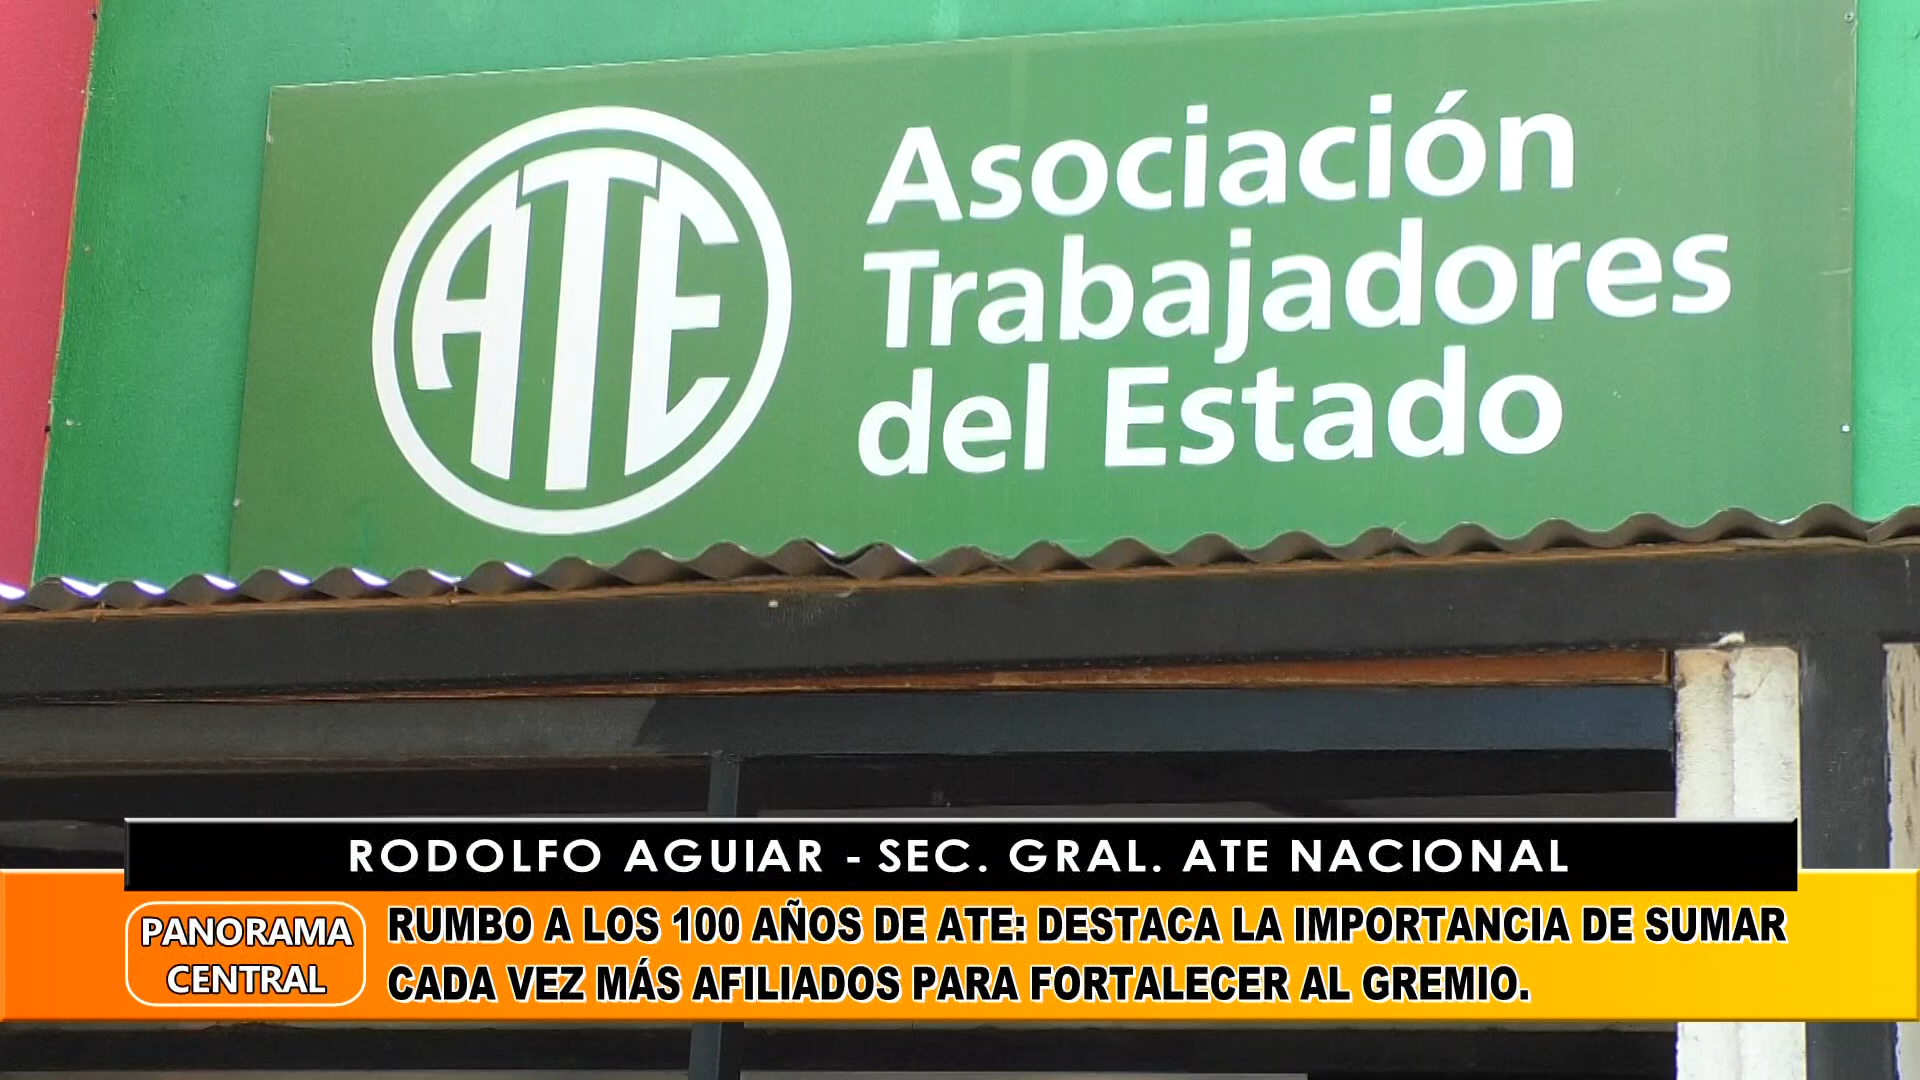 ATE
Asociación
Trabajadores
del Estado
RODOLFO AGUIAR - SEC. GRAL. ATE NACIONAL
PANORAMA
CENTRAL
RUMBO A LOS 100 AÑOS DE ATE: DESTACA LA IMPORTANCIA DE SUMAR
CADA VEZ MÁS AFILIADOS PARA FORTALECER AL GREMIO.